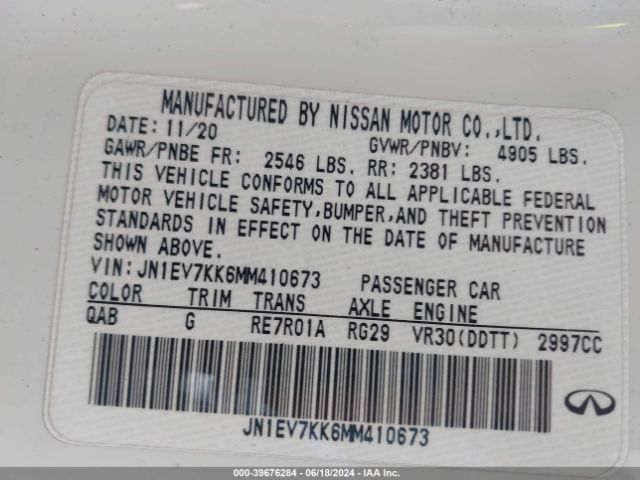 MANUFACTURED BY NISSAN MOTOR CO.,LTD.
DATE: 11/20 GVWR/PNBV: 4905 LBS.
GAWR/PNBE FR: 2546 LBS. RR: 2381 LBS.
THIS VEHICLE CONFORMS TO ALL APPLICABLE FEDERAL
MOTOR VEHICLE SAFETY,BUMPER,AND THEFT PREVENTION
STANDARDS IN EFFECT ON THE DATE OF MANUFACTURE
SHOWN ABOVE.
VIN:JN1EV7KK6MM410673 PASSENGER CAR
COLOR TRIM TRANS AXLE ENGINE
QAB G RE7R01A RG29 VR30(DDTT) 2997CC
JN1EV7KK6MM410673
000-39676284 - 06/18/2024 - IAA Inc.